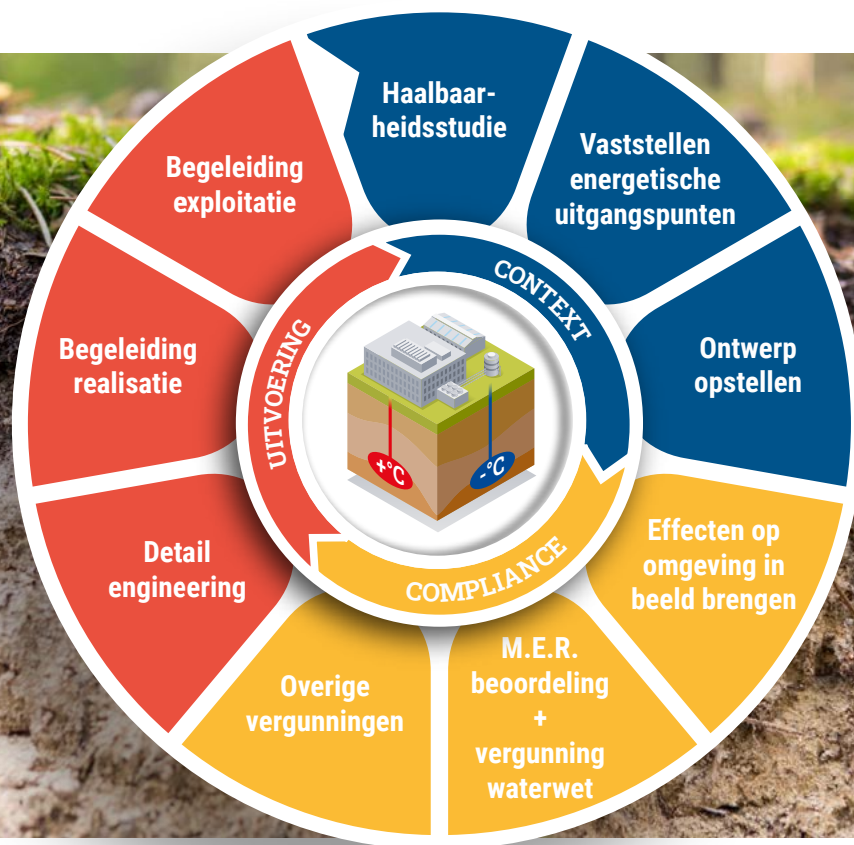 Haalbaar-
heidsstudie
Vaststellen
energetische
uitgangspunten
Ontwerp
opstellen
Effecten op
omgeving in
beeld brengen
M.E.R.
beoordeling
+
vergunning
waterwet
Overige
vergunningen
Detail
engineering
Begeleiding
realisatie
Begeleiding
exploitatie
CONTEXT
COMPLIANCE
UITVOERING
+°C
-°C